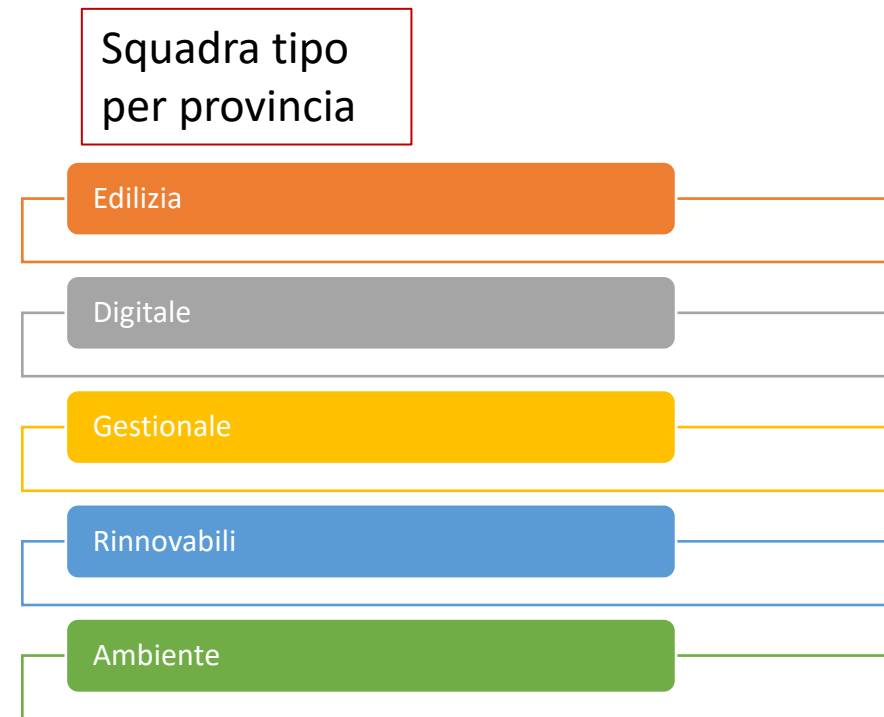 Squadra tipo
per provincia
Edilizia
Digitale
Gestionale
Rinnovabili
Ambiente